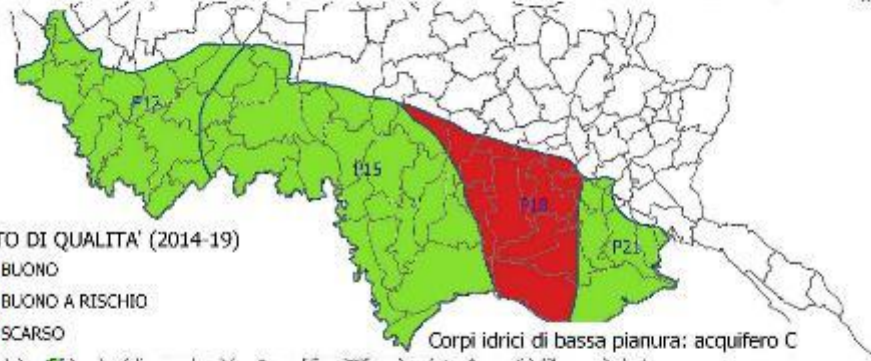 P12
P15
P18
P21
TO DI QUALITA' (2014-19)
BUONO
BUONO A RISCHIO
SCARSO
Corpi idrici di bassa pianura: acquifero C